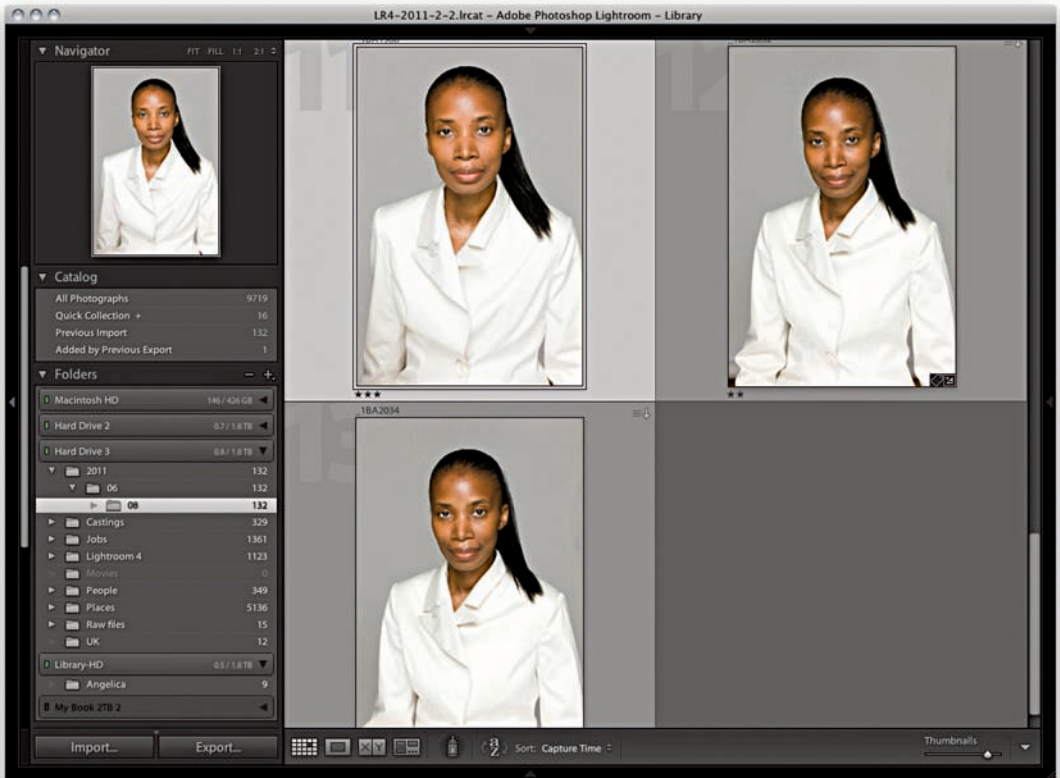 LR4-2011-2-2.lrcat - Adobe Photoshop Lightroom - Library
Navigator FIT FILL 1:1 2:1
Catalog
All Photographs 9719
Quick Collection + 16
Previous Import 132
Added by Previous Export 1
Folders
Macintosh HD 146 / 426 GB
Hard Drive 2 0.7 / 1.8 TB
Hard Drive 3 0.8 / 1.8 TB
2011 132
06 132
08 132
Castings 329
Jobs 1361
Lightroom 4 1123
Movies 0
People 349
Places 5136
Raw files 15
UK 12
Library-HD 0.5 / 1.8 TB
Angelica 9
My Book 2TB 2
Import... Export...
11
12
★★★
★★
_1BA2034
13
Sort: Capture Time
Thumbnails